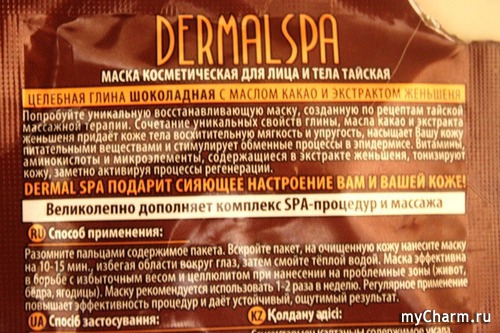 DERMALSPA
МАСКА КОСМЕТИЧЕСКАЯ ДЛЯ ЛИЦА И ТЕЛА ТАЙСКАЯ
ЦЕЛЕБНАЯ ГЛИНА ШОКОЛАДНАЯ С МАСЛОМ КАКАО И ЭКСТРАКТОМ ЖЕНЬШЕНЯ
Попробуйте уникальную восстанавливающую маску, созданную по рецептам тайской
массажной терапии. Сочетание уникальных свойств глины, масла какао и экстракта
женьшеня придаёт коже тела восхитительную мягкость и упругость, насыщает Вашу кожу
питательными веществами и стимулирует обменные процессы в эпидермисе. Витамины,
аминокислоты и микроэлементы, содержащиеся в экстракте женьшеня, тонизируют
кожу, заметно активируя процессы регенерации.
DERMAL SPA ПОДАРИТ СИЯЮЩЕЕ НАСТРОЕНИЕ ВАМ И ВАШЕЙ КОЖЕ!
Великолепно дополняет комплекс SPA-процедур и массажа
RU Способ применения:
Разомните пальцами содержимое пакета. Вскройте пакет, на очищенную кожу нанесите маску
на 10-15 мин., избегая области вокруг глаз, затем смойте тёплой водой. Маска эффективна
в борьбе с избыточным весом и целлюлитом при нанесении на проблемные зоны (живот,
бёдра, ягодицы). Маску рекомендуется использовать 1-2 раза в неделю. Регулярное применение
повышает эффективность процедур и даёт устойчивый, ощутимый результат.
UA Спосіб застосування:
KZ Қолдану әдісі:
myCharm.ru